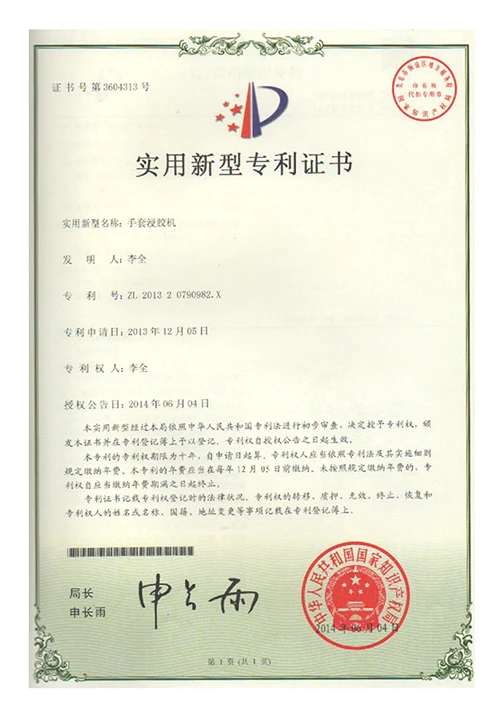 证书号第3604313号
实用新型专利证书
实用新型名称：手套浸胶机
发 明 人：李全
专 利 号：ZL 2013 2 0790982.X
专利申请日：2013年12月05日
专 利 权 人：李全
授权公告日：2014年06月04日
本实用新型经过本局依照中华人民共和国专利法进行初步审查，决定授予专利权，颁
发本证书并在专利登记簿上予以登记。专利权自授权公告之日起生效。
本专利的专利权期限为十年，自申请日起算。专利权人应当依照专利法及其实施细则
规定缴纳年费。本专利的年费应当在每年12月05日前缴纳。未按照规定缴纳年费的，专
利权自应当缴纳年费期满之日起终止。
专利证书记载专利权登记时的法律状况。专利权的转移、质押、无效、终止、恢复和
专利权人的姓名或名称、国籍、地址变更等事项记载在专利登记簿上。
局长
申长雨
申长雨
中华人民共和国国家知识产权局
2014年06月04日
第1页（共1页）